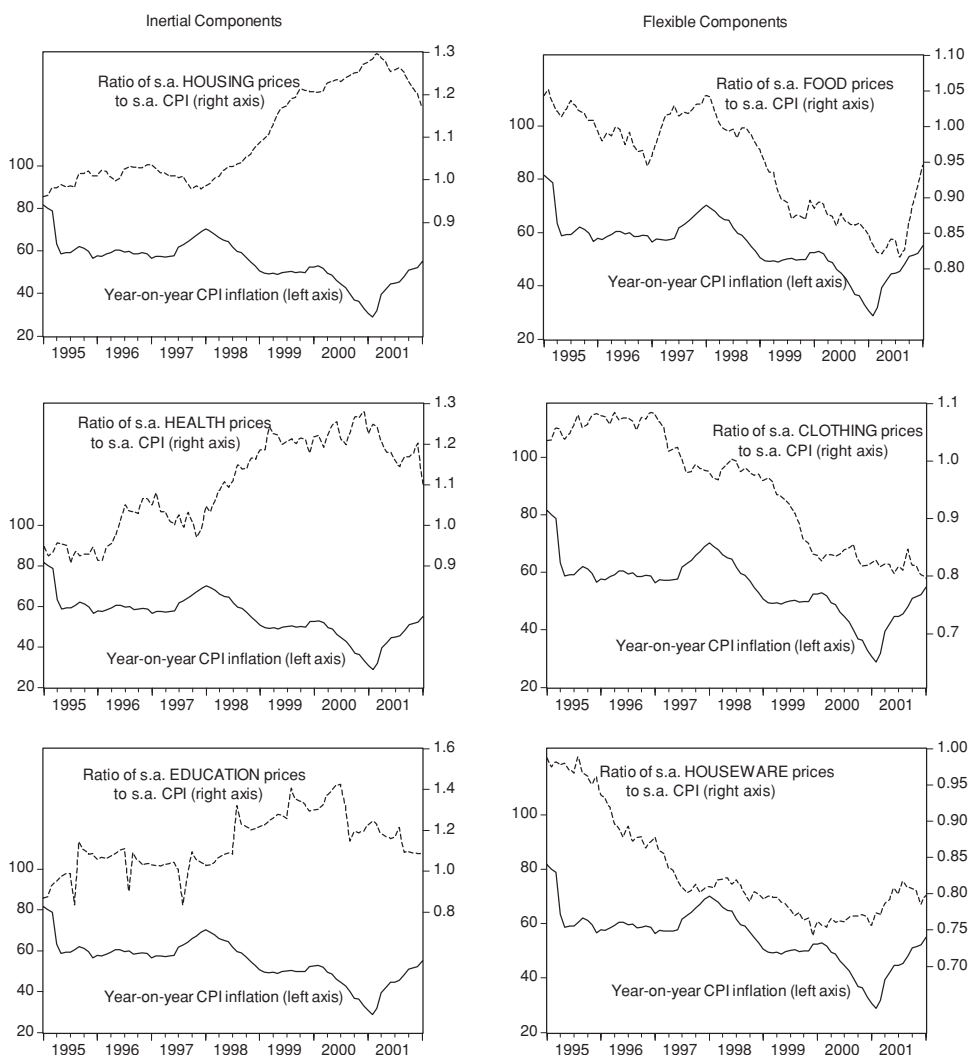 Inertial Components
Flexible Components
Ratio of s.a. HOUSING prices
to s.a. CPI (right axis)
Year-on-year CPI inflation (left axis)
100
80
60
40
20
1.3
1.2
1.1
1.0
0.9
1995 1996 1997 1998 1999 2000 2001
Ratio of s.a. FOOD prices
to s.a. CPI (right axis)
Year-on-year CPI inflation (left axis)
100
80
60
40
20
1.10
1.05
1.00
0.95
0.90
0.85
0.80
1995 1996 1997 1998 1999 2000 2001
Ratio of s.a. HEALTH prices
to s.a. CPI (right axis)
Year-on-year CPI inflation (left axis)
100
80
60
40
20
1.3
1.2
1.1
1.0
0.9
1995 1996 1997 1998 1999 2000 2001
Ratio of s.a. CLOTHING prices
to s.a. CPI (right axis)
Year-on-year CPI inflation (left axis)
100
80
60
40
20
1.1
1.0
0.9
0.8
0.7
1995 1996 1997 1998 1999 2000 2001
Ratio of s.a. EDUCATION prices
to s.a. CPI (right axis)
Year-on-year CPI inflation (left axis)
100
80
60
40
20
1.6
1.4
1.2
1.0
0.8
1995 1996 1997 1998 1999 2000 2001
Ratio of s.a. HOUSEWARE prices
to s.a. CPI (right axis)
Year-on-year CPI inflation (left axis)
100
80
60
40
20
1.00
0.95
0.90
0.85
0.80
0.75
0.70
1995 1996 1997 1998 1999 2000 2001